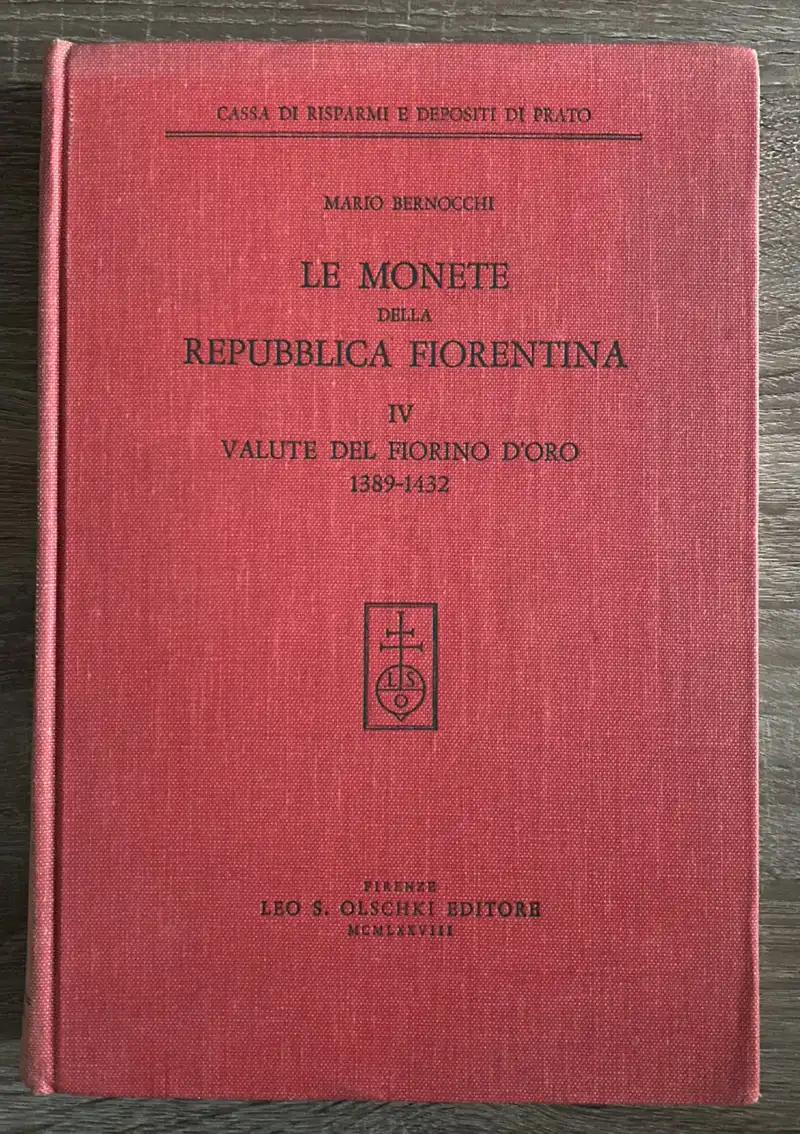 CASSA DI RISPARMI E DEPOSITI DI PRATO
MARIO BERNOCCHI
LE MONETE
DELLA
REPUBBLICA FIORENTINA
IV
VALUTE DEL FIORINO D'ORO
1389-1432
L S
O
FIRENZE
LEO S. OLSCHKI EDITORE
MCMLXXVIII